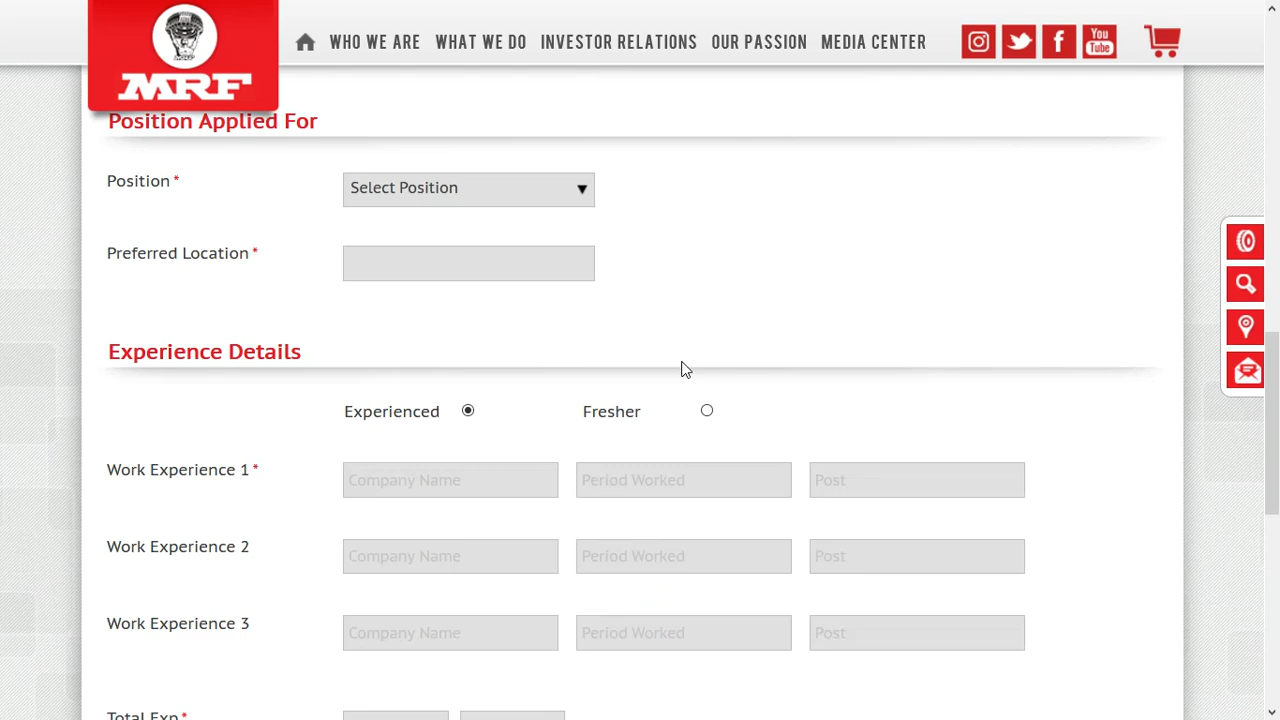 MRF
WHO WE ARE WHAT WE DO INVESTOR RELATIONS OUR PASSION MEDIA CENTER
You Tube
Position Applied For
Position *
Select Position
Preferred Location *
Experience Details
Experienced Fresher
Work Experience 1 * Company Name Period Worked Post
Work Experience 2 Company Name Period Worked Post
Work Experience 3 Company Name Period Worked Post
Total Exp *